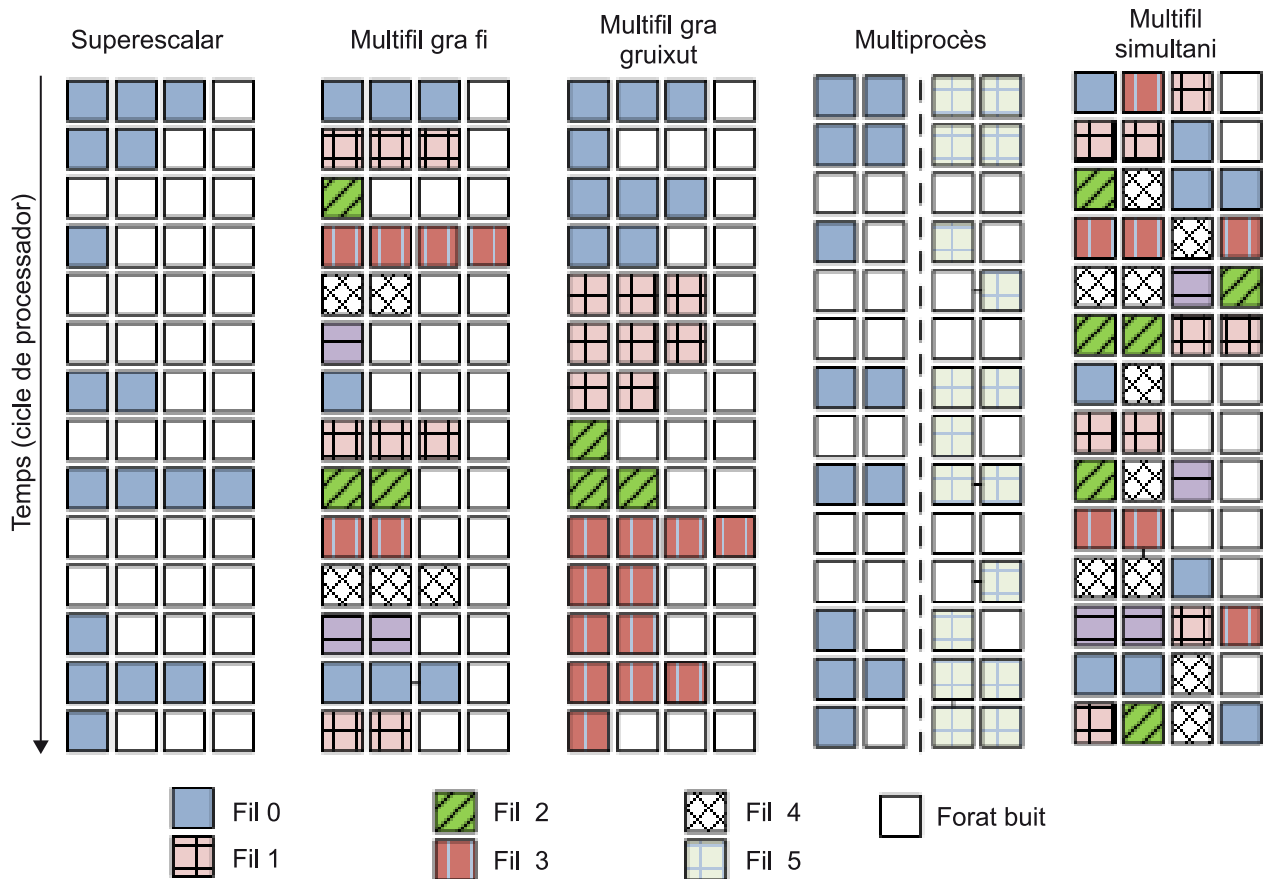 Superescalar
Multifil gra fi
Multifil gra
gruixut
Multiprocès
Multifil
simultani
Temps (cicle de processador)
Fil 0
Fil 2
Fil 4
Forat buit
Fil 1
Fil 3
Fil 5